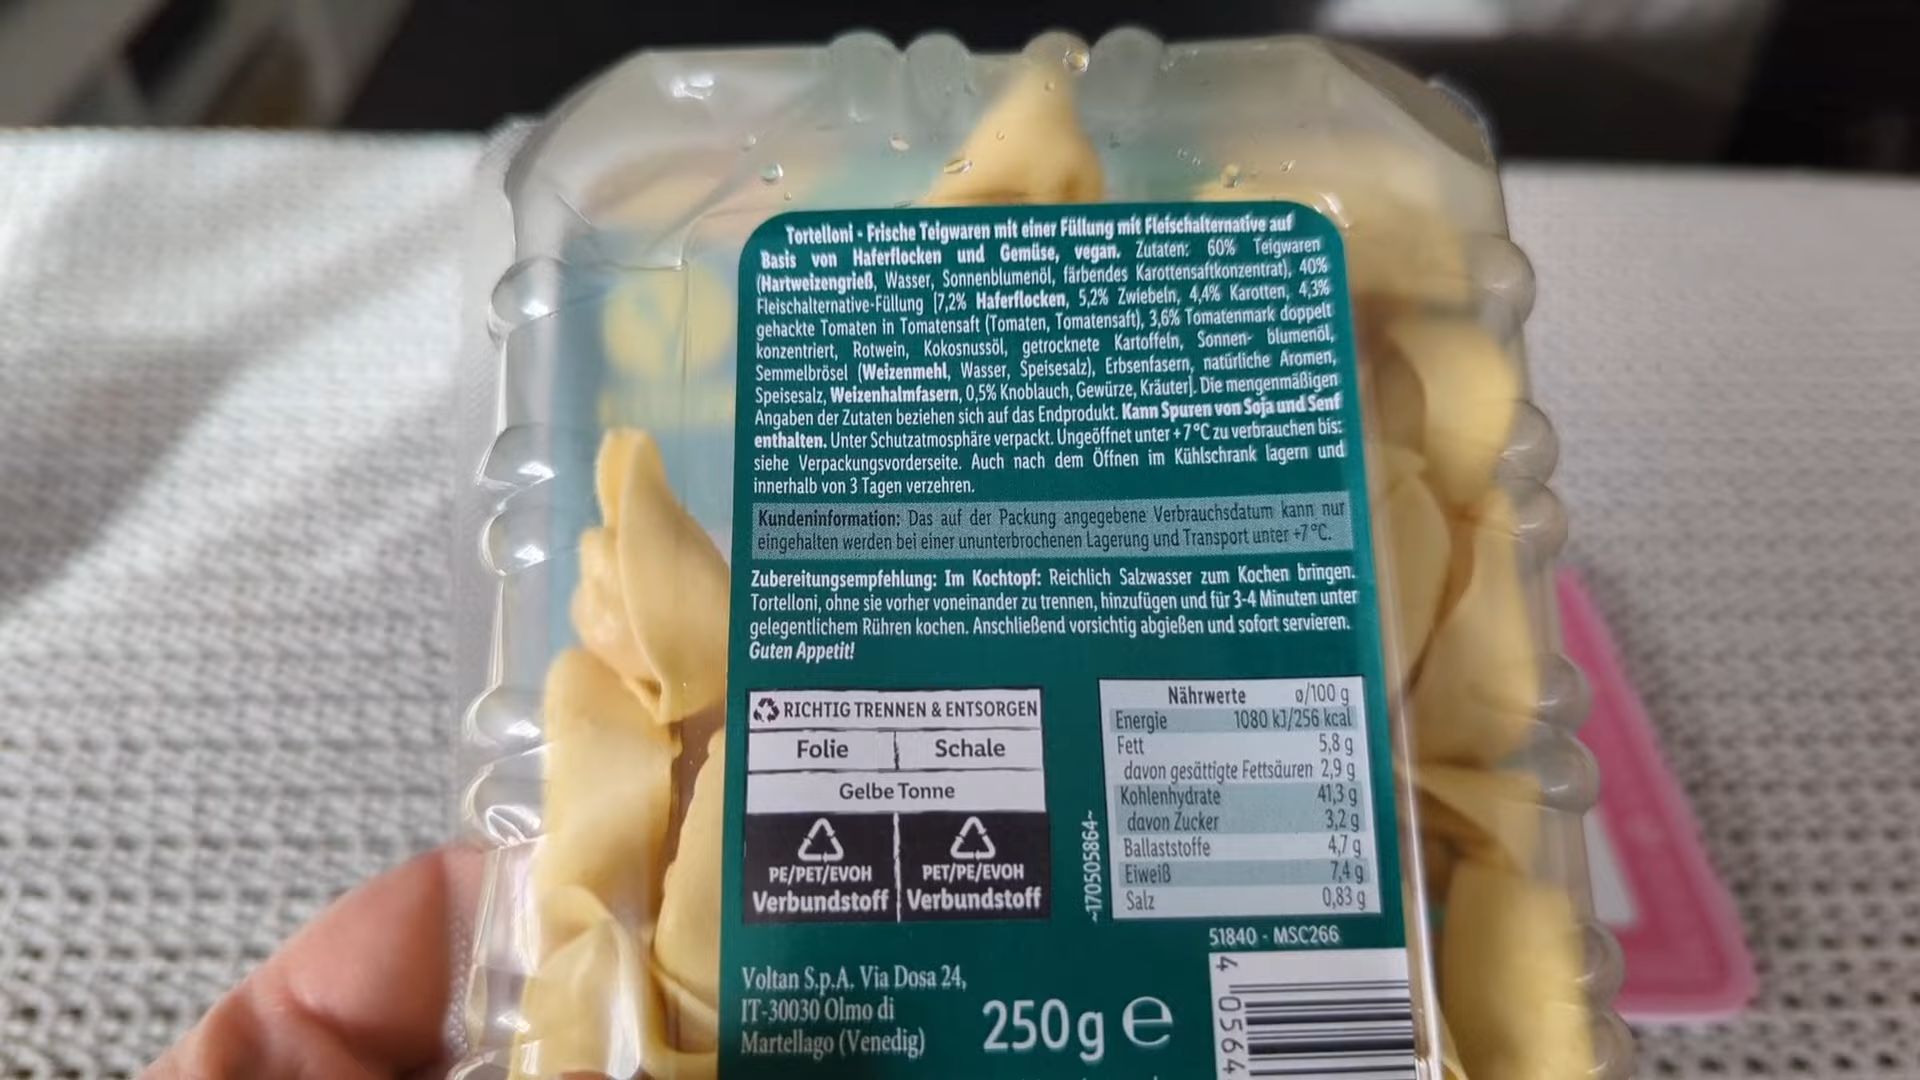 Tortelloni - Frische Teigwaren mit einer Füllung mit Fleischalternative auf
Basis von Haferflocken und Gemüse, vegan. Zutaten: 60% Teigwaren
(Hartweizengrieß, Wasser, Sonnenblumenöl, färbendes Karottensaftkonzentrat), 40%
Fleischalternative-Füllung [7,2% Haferflocken, 5,2% Zwiebeln, 4,4% Karotten, 4,3%
gehackte Tomaten in Tomatensaft (Tomaten, Tomatensaft), 3,6% Tomatenmark doppelt
konzentriert, Rotwein, Kokosnussöl, getrocknete Kartoffeln, Sonnen- blumenöl,
Semmelbrösel (Weizenmehl, Wasser, Speisesalz), Erbsenfasern, natürliche Aromen,
Speisesalz, Weizenhalmfasern, 0,5% Knoblauch, Gewürze, Kräuter]. Die mengenmäßigen
Angaben der Zutaten beziehen sich auf das Endprodukt. Kann Spuren von Soja und Senf
enthalten. Unter Schutzatmosphäre verpackt. Ungeöffnet unter +7°C zu verbrauchen bis:
siehe Verpackungsvorderseite. Auch nach dem Öffnen im Kühlschrank lagern und
innerhalb von 3 Tagen verzehren.
Kundeninformation: Das auf der Packung angegebene Verbrauchsdatum kann nur
eingehalten werden bei einer ununterbrochenen Lagerung und Transport unter +7°C.
Zubereitungsempfehlung: Im Kochtopf: Reichlich Salzwasser zum Kochen bringen.
Tortelloni, ohne sie vorher voneinander zu trennen, hinzufügen und für 3-4 Minuten unter
gelegentlichem Rühren kochen. Anschließend vorsichtig abgießen und sofort servieren.
Guten Appetit!
RICHTIG TRENNEN & ENTSORGEN
Folie Schale
Gelbe Tonne
PE/PET/EVOH PET/PE/EVOH
Verbundstoff Verbundstoff
~170505864~
Nährwerte ø/100 g
Energie 1080 kJ/256 kcal
Fett 5,8 g
davon gesättigte Fettsäuren 2,9 g
Kohlenhydrate 41,3 g
davon Zucker 3,2 g
Ballaststoffe 4,7 g
Eiweiß 7,4 g
Salz 0,83 g
51840 - MSC266
Voltan S.p.A. Via Dosa 24,
IT-30030 Olmo di
Martellago (Venedig)
250 g e
4 0564